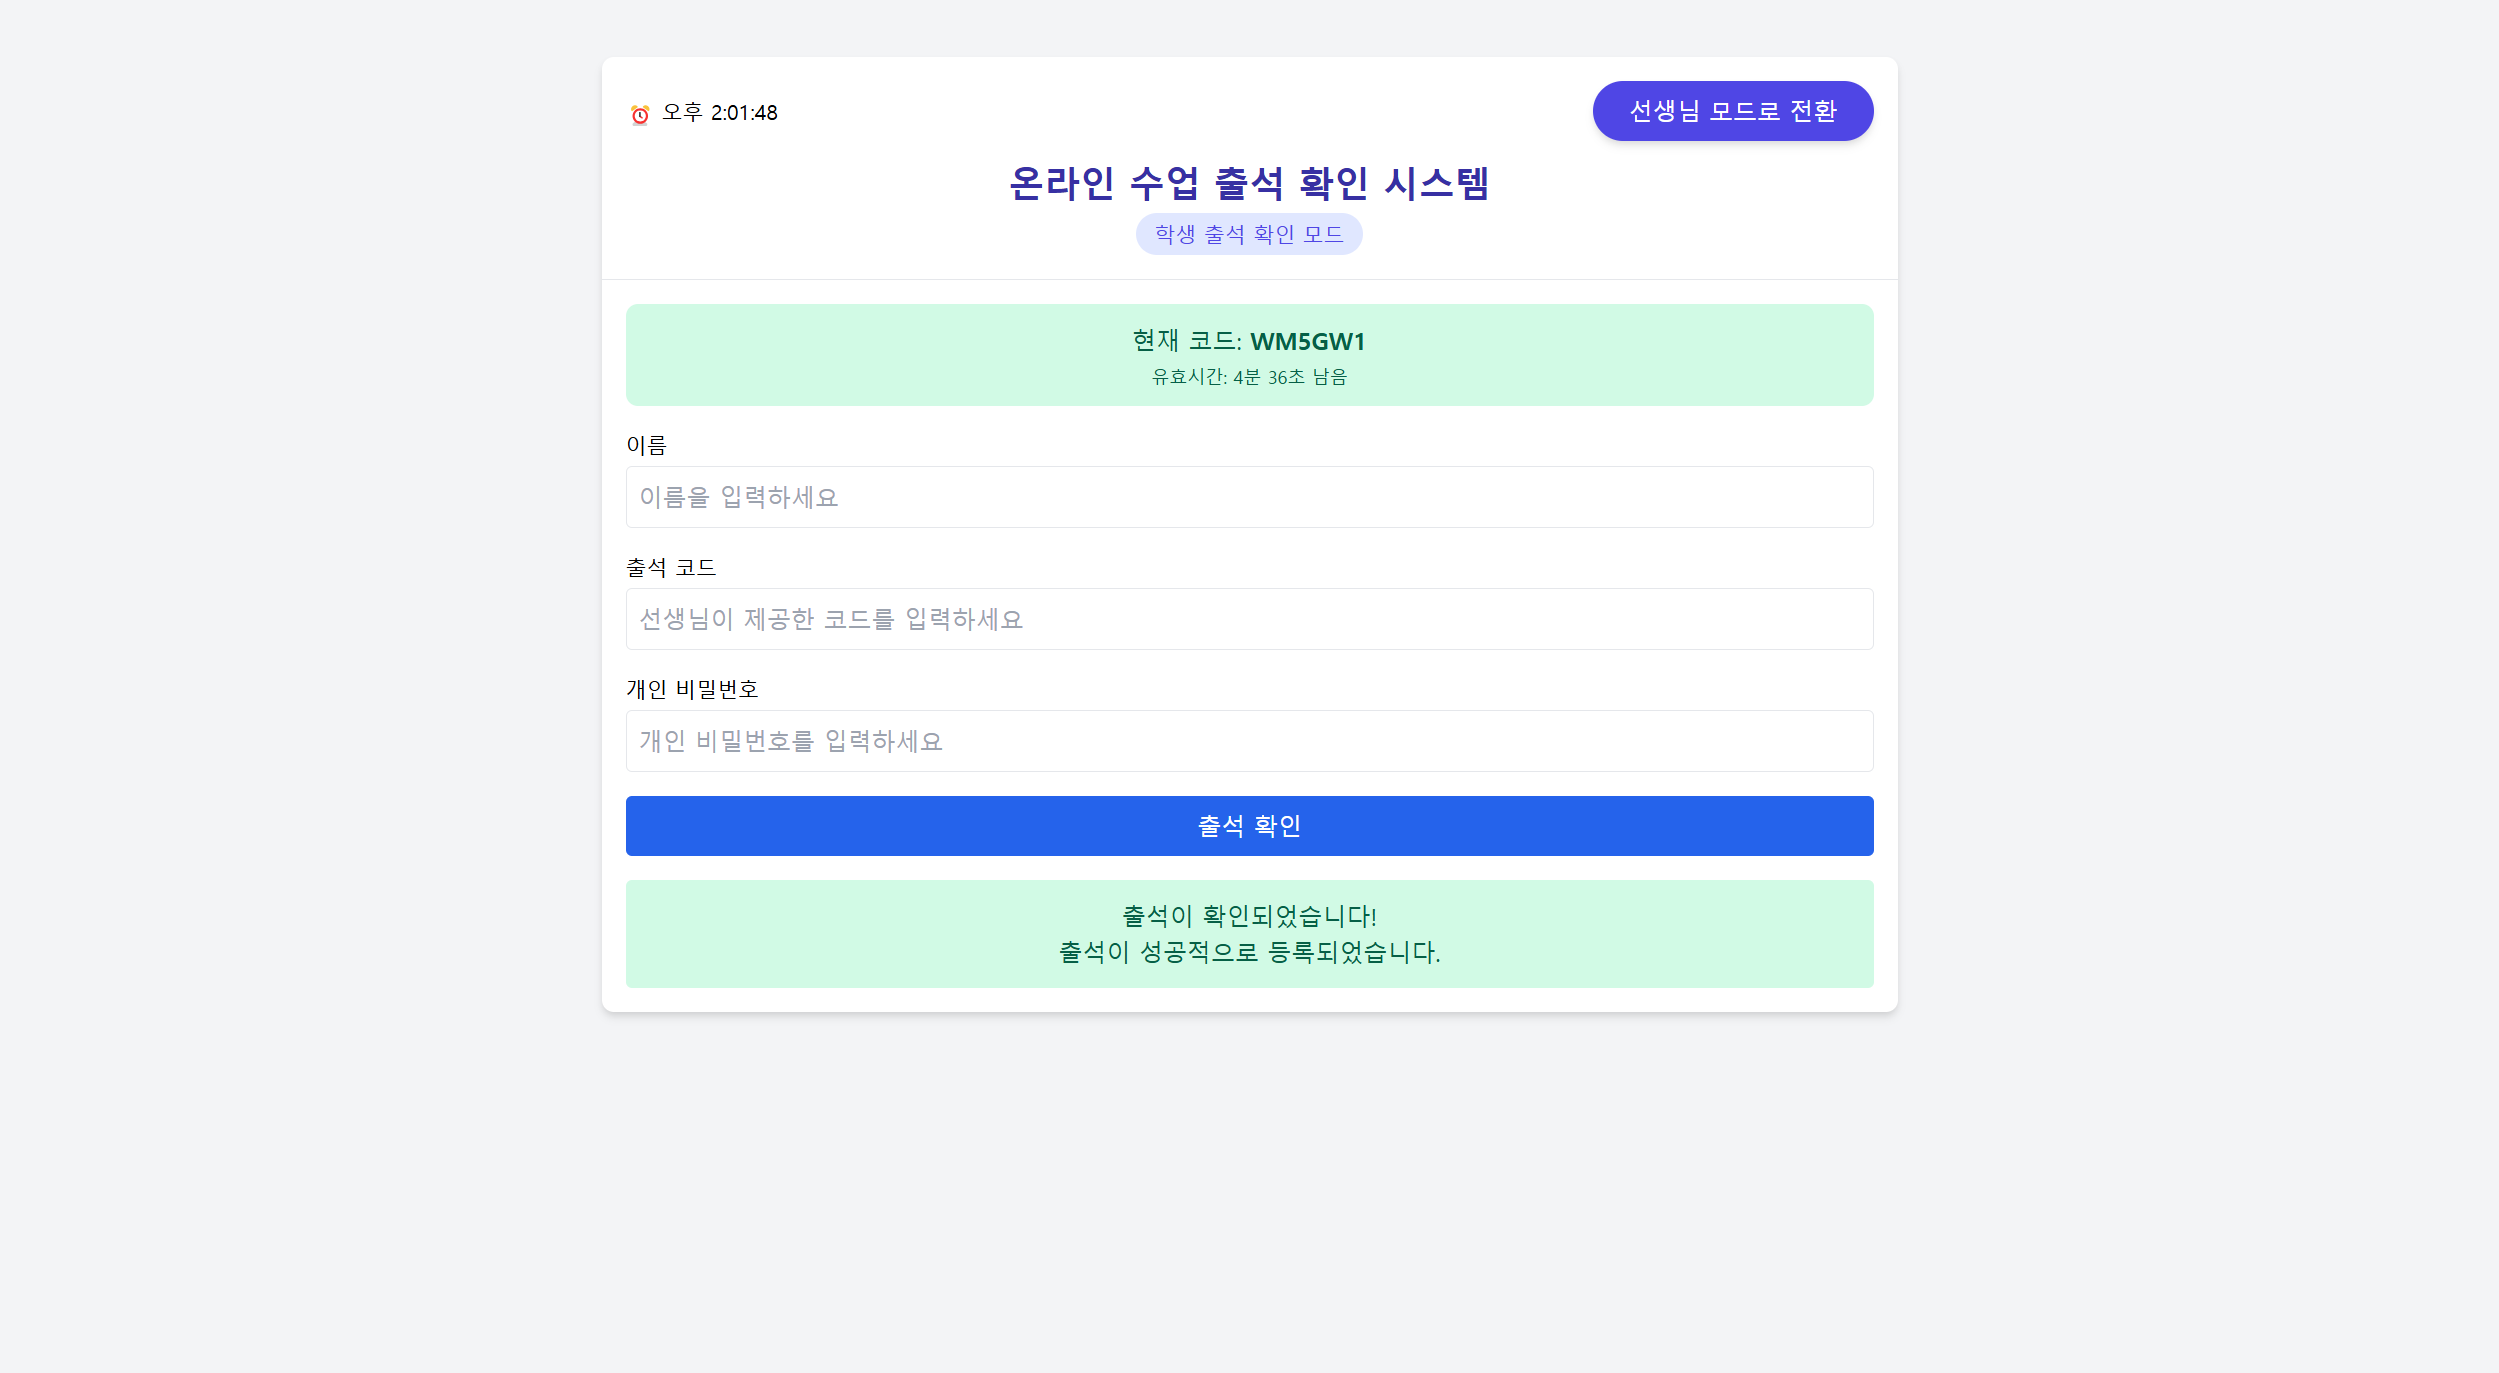 오후 2:01:48
선생님 모드로 전환
온라인 수업 출석 확인 시스템
학생 출석 확인 모드
현재 코드: WM5GW1
유효시간: 4분 36초 남음
이름
이름을 입력하세요
출석 코드
선생님이 제공한 코드를 입력하세요
개인 비밀번호
개인 비밀번호를 입력하세요
출석 확인
출석이 확인되었습니다!
출석이 성공적으로 등록되었습니다.